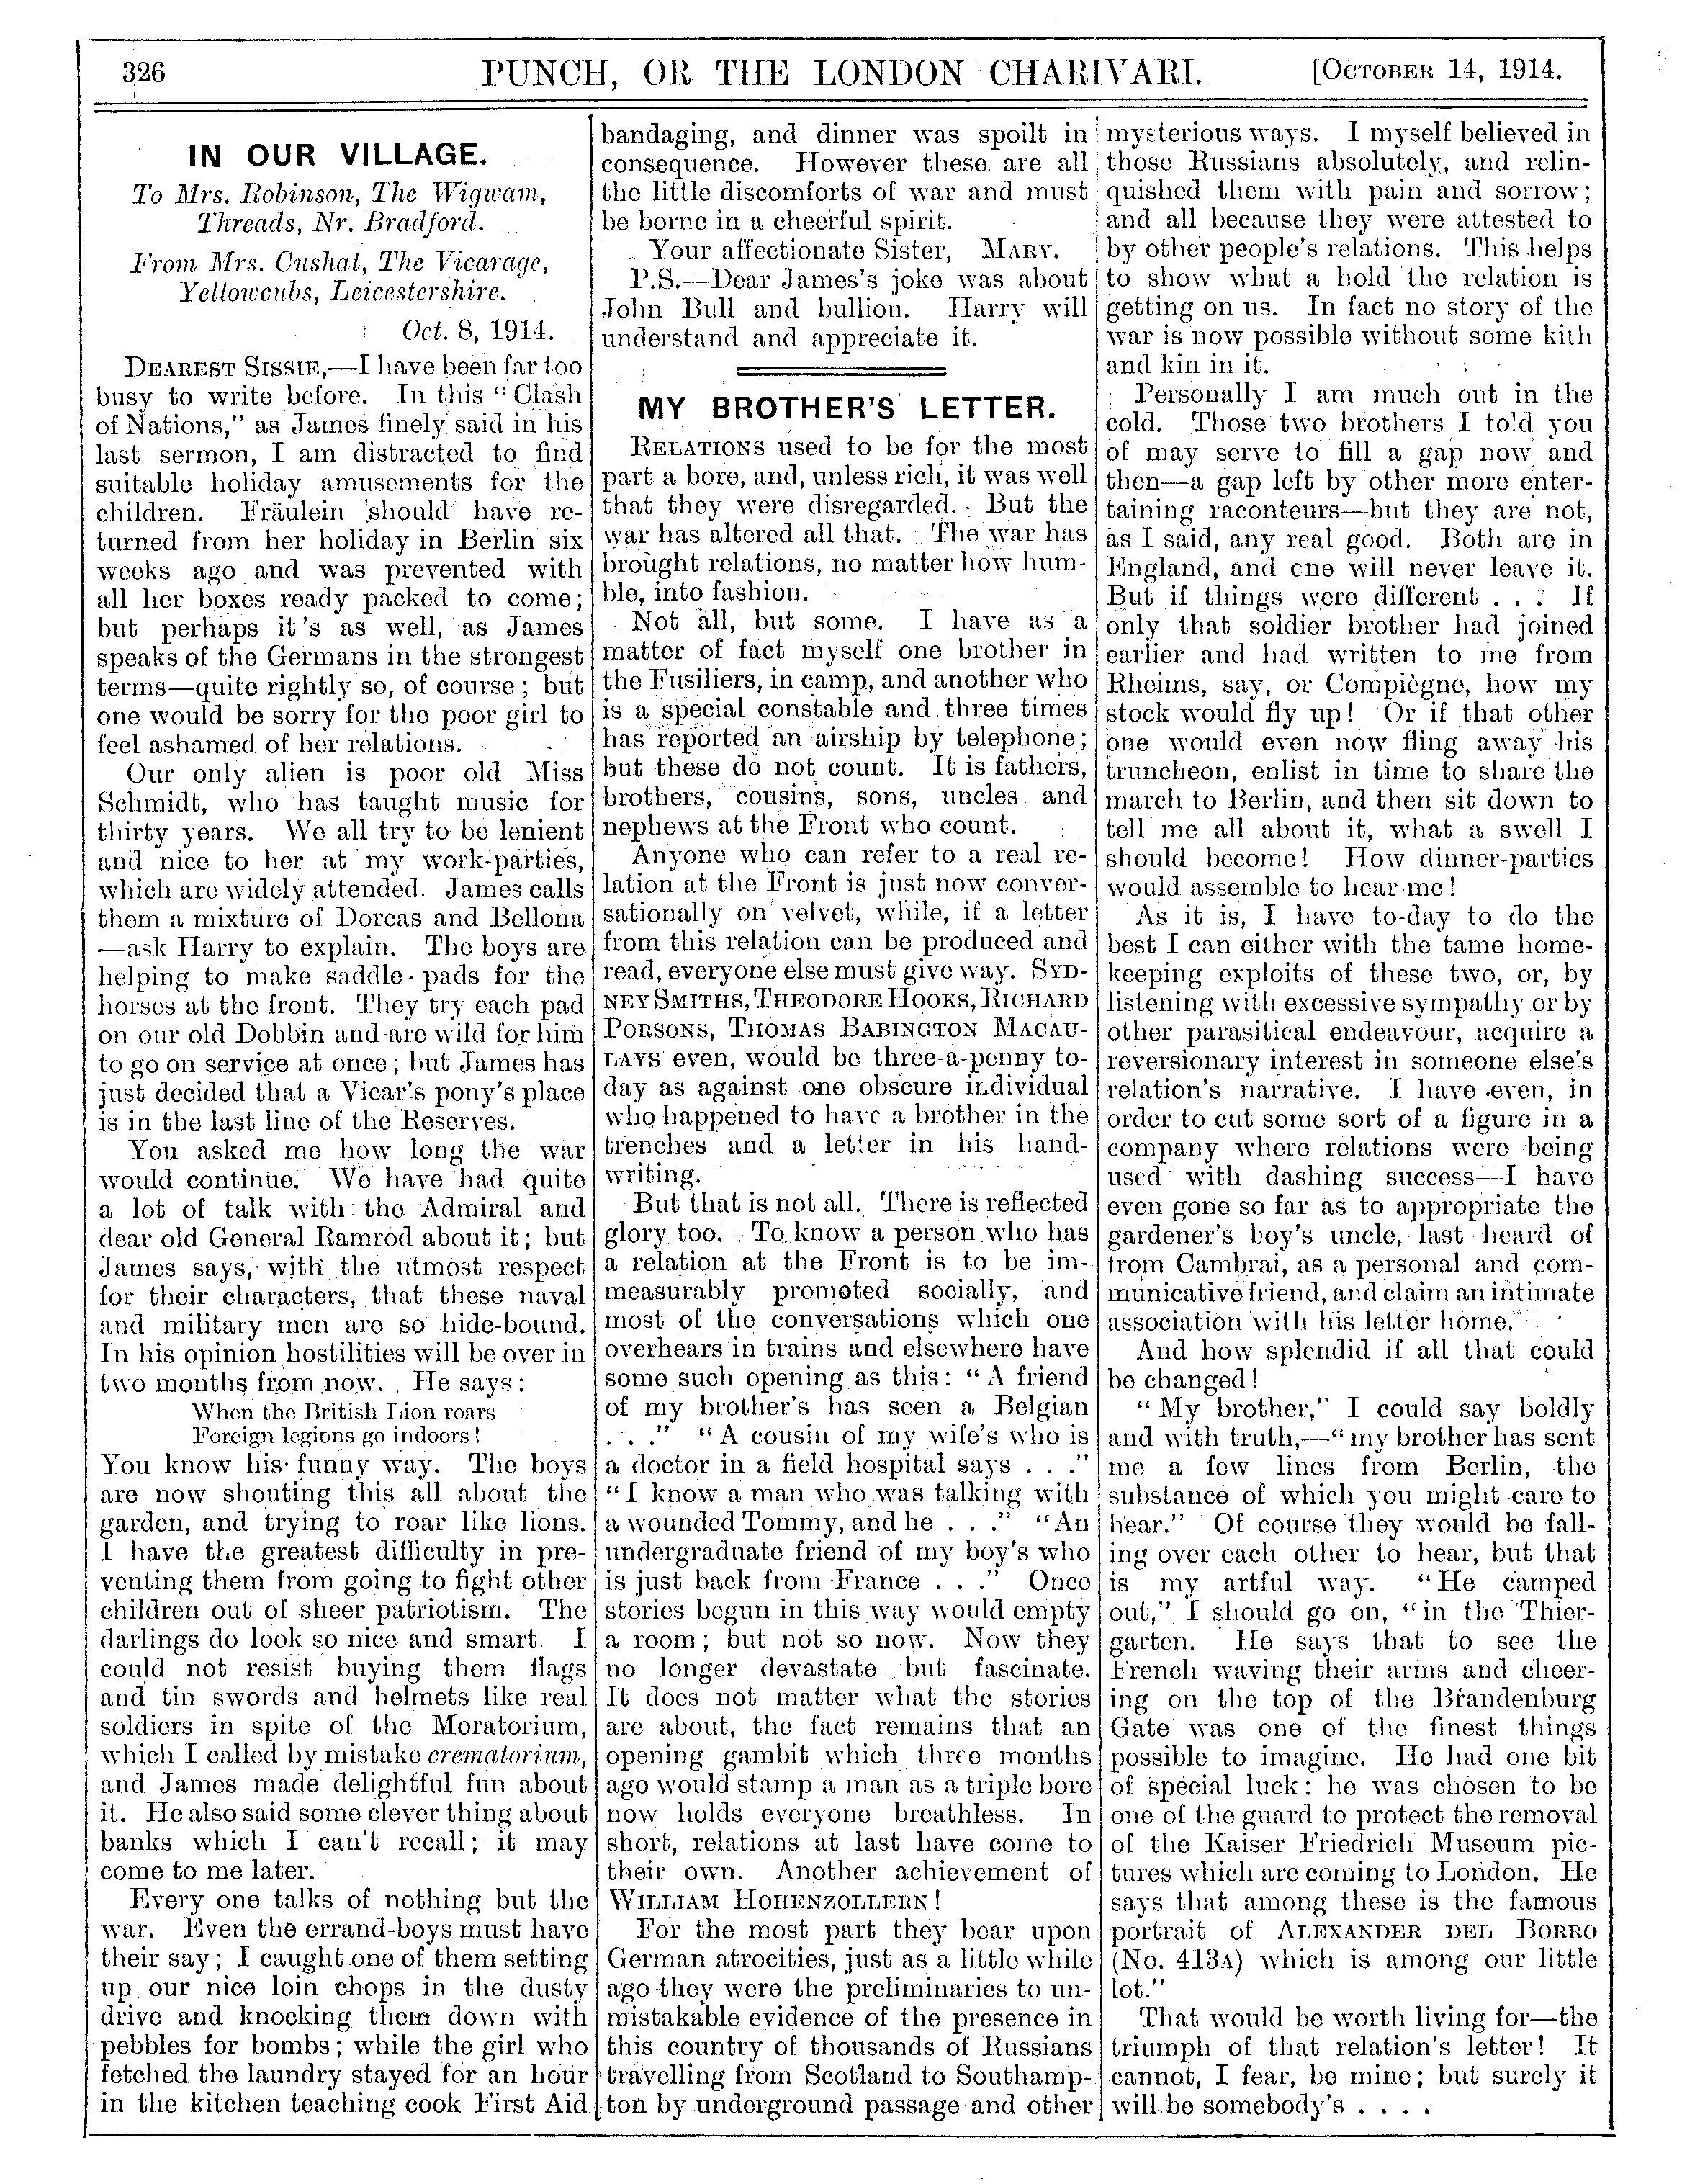 326
PUNCH, OR THE LONDON CHARIVARI.
[OCTOBER 14, 1914.
IN OUR VILLAGE.
To Mrs. Robinson, The Wigwam,
Threads, Nr. Bradford.
From Mrs. Cushat, The Vicarage,
Yellowcubs, Leicestershire.
Oct. 8, 1914.
DEAREST SISSIE,—I have been far too
busy to write before. In this "Clash
of Nations," as James finely said in his
last sermon, I am distracted to find
suitable holiday amusements for the
children. Fräulein should have re-
turned from her holiday in Berlin six
weeks ago and was prevented with
all her boxes ready packed to come;
but perhaps it's as well, as James
speaks of the Germans in the strongest
terms—quite rightly so, of course; but
one would be sorry for the poor girl to
feel ashamed of her relations.
Our only alien is poor old Miss
Schmidt, who has taught music for
thirty years. We all try to be lenient
and nice to her at my work-parties,
which are widely attended. James calls
them a mixture of Dorcas and Bellona
—ask Harry to explain. The boys are
helping to make saddle-pads for the
horses at the front. They try each pad
on our old Dobbin and are wild for him
to go on service at once; but James has
just decided that a Vicar's pony's place
is in the last line of the Reserves.
You asked me how long the war
would continue. We have had quite
a lot of talk with the Admiral and
dear old General Ramrod about it; but
James says, with the utmost respect
for their characters, that these naval
and military men are so hide-bound.
In his opinion hostilities will be over in
two months from now. He says:
When the British Lion roars
Foreign legions go indoors!
You know his funny way. The boys
are now shouting this all about the
garden, and trying to roar like lions.
I have the greatest difficulty in pre-
venting them from going to fight other
children out of sheer patriotism. The
darlings do look so nice and smart. I
could not resist buying them flags
and tin swords and helmets like real
soldiers in spite of the Moratorium,
which I called by mistake crematorium,
and James made delightful fun about
it. He also said some clever thing about
banks which I can't recall; it may
come to me later.
Every one talks of nothing but the
war. Even the errand-boys must have
their say; I caught one of them setting
up our nice loin chops in the dusty
drive and knocking them down with
pebbles for bombs; while the girl who
fetched the laundry stayed for an hour
in the kitchen teaching cook First Aid
bandaging, and dinner was spoilt in
consequence. However these are all
the little discomforts of war and must
be borne in a cheerful spirit.
Your affectionate Sister, MARY.
P.S.—Dear James's joke was about
John Bull and bullion. Harry will
understand and appreciate it.
MY BROTHER'S LETTER.
RELATIONS used to be for the most
part a bore, and, unless rich, it was well
that they were disregarded. But the
war has altered all that. The war has
brought relations, no matter how hum-
ble, into fashion.
Not all, but some. I have as a
matter of fact myself one brother in
the Fusiliers, in camp, and another who
is a special constable and three times
has reported an airship by telephone;
but these do not count. It is fathers,
brothers, cousins, sons, uncles and
nephews at the Front who count.
Anyone who can refer to a real re-
lation at the Front is just now conver-
sationally on velvet, while, if a letter
from this relation can be produced and
read, everyone else must give way. SYD-
NEY SMITHS, THEODORE HOOKS, RICHARD
PORSONS, THOMAS BABINGTON MACAU-
LAYS even, would be three-a-penny to-
day as against one obscure individual
who happened to have a brother in the
trenches and a letter in his hand-
writing.
But that is not all. There is reflected
glory too. To know a person who has
a relation at the Front is to be im-
measurably promoted socially, and
most of the conversations which one
overhears in trains and elsewhere have
some such opening as this: "A friend
of my brother's has seen a Belgian
. . ." "A cousin of my wife's who is
a doctor in a field hospital says . . ."
"I know a man who was talking with
a wounded Tommy, and he . . ." "An
undergraduate friend of my boy's who
is just back from France . . ." Once
stories begun in this way would empty
a room; but not so now. Now they
no longer devastate but fascinate.
It does not matter what the stories
are about, the fact remains that an
opening gambit which three months
ago would stamp a man as a triple bore
now holds everyone breathless. In
short, relations at last have come to
their own. Another achievement of
WILLIAM HOHENZOLLERN!
For the most part they bear upon
German atrocities, just as a little while
ago they were the preliminaries to un-
mistakable evidence of the presence in
this country of thousands of Russians
travelling from Scotland to Southamp-
ton by underground passage and other
mysterious ways. I myself believed in
those Russians absolutely, and relin-
quished them with pain and sorrow;
and all because they were attested to
by other people's relations. This helps
to show what a hold the relation is
getting on us. In fact no story of the
war is now possible without some kith
and kin in it.
Personally I am much out in the
cold. Those two brothers I told you
of may serve to fill a gap now and
then—a gap left by other more enter-
taining raconteurs—but they are not,
as I said, any real good. Both are in
England, and one will never leave it.
But if things were different . . . If
only that soldier brother had joined
earlier and had written to me from
Rheims, say, or Compiègne, how my
stock would fly up! Or if that other
one would even now fling away his
truncheon, enlist in time to share the
march to Berlin, and then sit down to
tell me all about it, what a swell I
should become! How dinner-parties
would assemble to hear me!
As it is, I have to-day to do the
best I can either with the tame home-
keeping exploits of these two, or, by
listening with excessive sympathy or by
other parasitical endeavour, acquire a
reversionary interest in someone else's
relation's narrative. I have even, in
order to cut some sort of a figure in a
company where relations were being
used with dashing success—I have
even gone so far as to appropriate the
gardener's boy's uncle, last heard of
from Cambrai, as a personal and com-
municative friend, and claim an intimate
association with his letter home.
And how splendid if all that could
be changed!
"My brother," I could say boldly
and with truth,—"my brother has sent
me a few lines from Berlin, the
substance of which you might care to
hear." Of course they would be fall-
ing over each other to hear, but that
is my artful way. "He camped
out," I should go on, "in the Thier-
garten. He says that to see the
French waving their arms and cheer-
ing on the top of the Brandenburg
Gate was one of the finest things
possible to imagine. He had one bit
of special luck: he was chosen to be
one of the guard to protect the removal
of the Kaiser Friedrich Museum pic-
tures which are coming to London. He
says that among these is the famous
portrait of ALEXANDER DEL BORRO
(No. 413A) which is among our little
lot."
That would be worth living for—the
triumph of that relation's letter! It
cannot, I fear, be mine; but surely it
will be somebody's . . . .